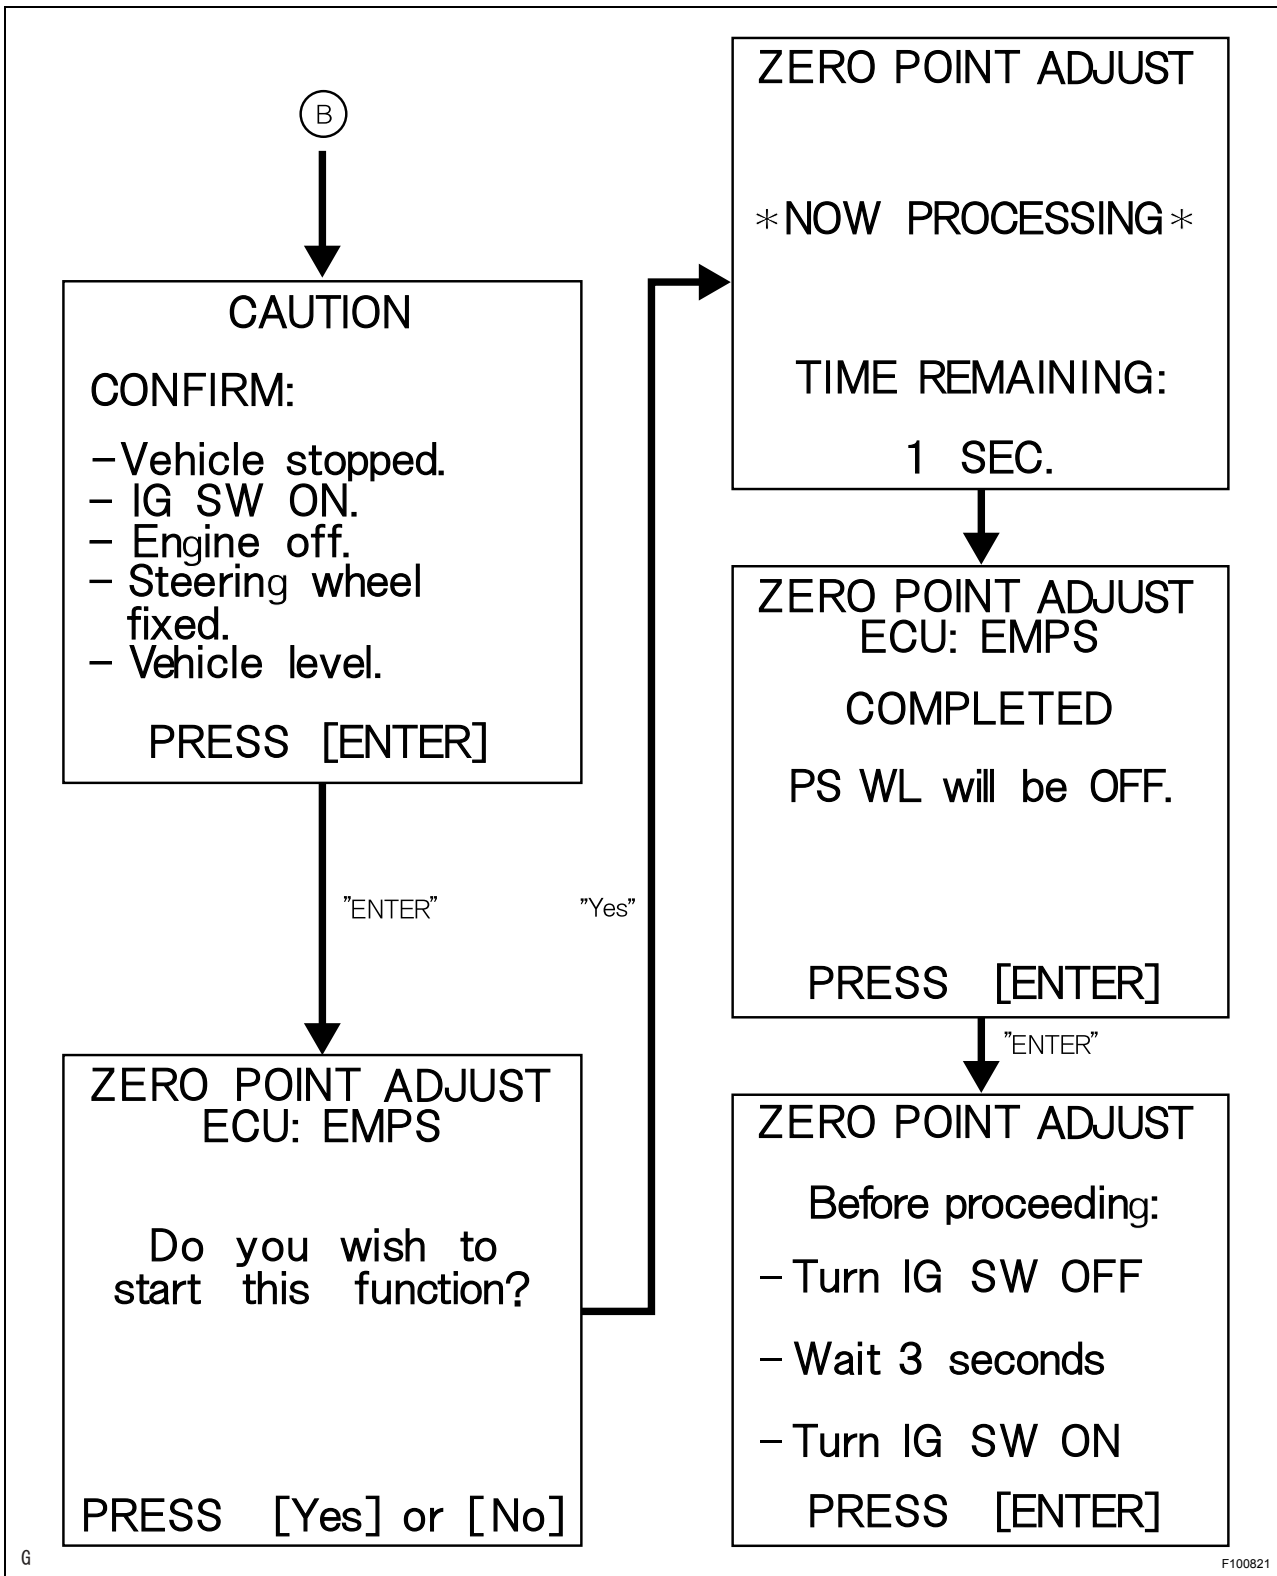 B
CAUTION
CONFIRM:
-Vehicle stopped.
- IG SW ON.
- Engine off.
- Steering wheel
fixed.
- Vehicle level.
PRESS [ENTER]
"ENTER"
ZERO POINT ADJUST
ECU: EMPS
Do you wish to
start this function?
PRESS [Yes] or [No]
"Yes"
ZERO POINT ADJUST
*NOW PROCESSING*
TIME REMAINING:
1 SEC.
ZERO POINT ADJUST
ECU: EMPS
COMPLETED
PS WL will be OFF.
PRESS [ENTER]
"ENTER"
ZERO POINT ADJUST
Before proceeding:
- Turn IG SW OFF
- Wait 3 seconds
- Turn IG SW ON
PRESS [ENTER]
G
F100821